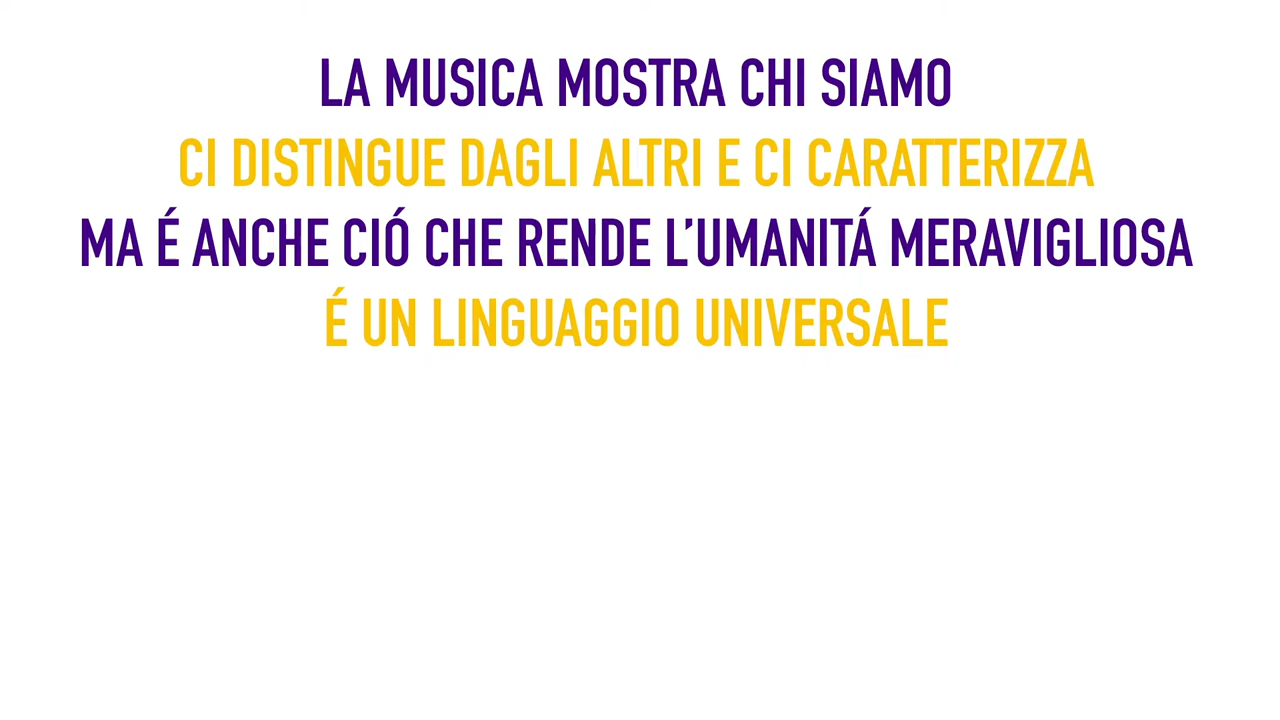 LA MUSICA MOSTRA CHI SIAMO
CI DISTINGUE DAGLI ALTRI E CI CARATTERIZZA
MA É ANCHE CIÓ CHE RENDE L’UMANITÁ MERAVIGLIOSA
É UN LINGUAGGIO UNIVERSALE